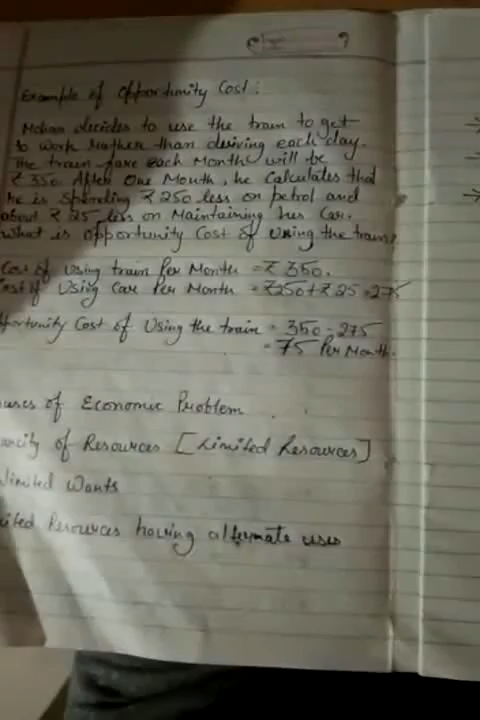 Example of Opportunity Cost:
Mohan decides to use the train to get
to work rather than driving each day.
The train fare each Month will be
₹ 350. After One Month, he Calculates that
he is spending ₹ 250 less on petrol and
about ₹ 25 less on Maintaining his Car.
What is opportunity Cost of using the train?
Cost of using train Per Month = ₹ 350.
Cost of Using Car Per Month = ₹250 + ₹ 25 = 275
Opportunity Cost of Using the train = 350 - 275
= 75 Per Month.
uses of Economic Problem
arcity of Resources [Limited Resources]
limited Wants
ited Resources having alternate uses